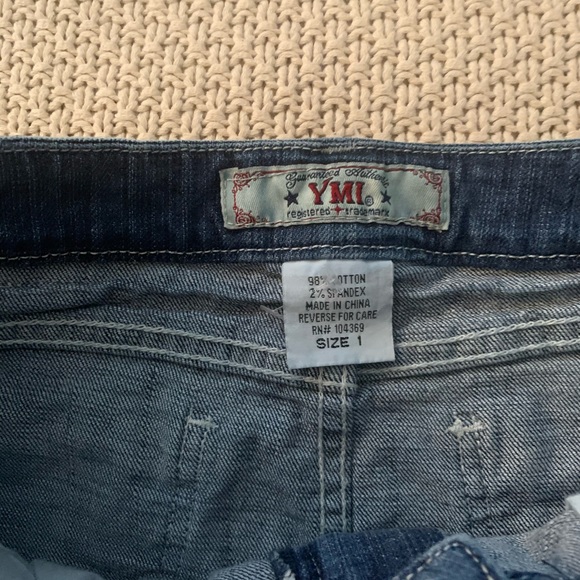 Guaranteed Authentic
YMI®
registered trademark
98% COTTON
2% SPANDEX
MADE IN CHINA
REVERSE FOR CARE
RN# 104369
SIZE 1